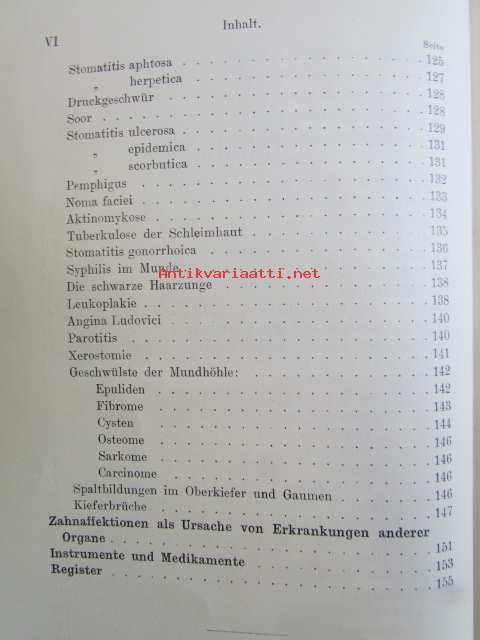 VI
Inhalt.
Seite
Stomatitis aphtosa . . . . . . . . . . . . . . . . 125
„ herpetica . . . . . . . . . . . . . . . . 127
Druckgeschwür . . . . . . . . . . . . . . . . 128
Soor . . . . . . . . . . . . . . . . 128
Stomatitis ulcerosa . . . . . . . . . . . . . . . . 129
„ epidemica . . . . . . . . . . . . . . . . 131
„ scorbutica . . . . . . . . . . . . . . . . 131
Pemphigus . . . . . . . . . . . . . . . . 132
Noma faciei . . . . . . . . . . . . . . . . 133
Aktinomykose . . . . . . . . . . . . . . . . 134
Tuberkulose der Schleimhaut . . . . . . . . . . . . 135
Stomatitis gonorrhoica . . . . . . . . . . . . . . 136
Syphilis im Munde . . . . . . . . . . . . . . 137
Antikvariaatti.net
Die schwarze Haarzunge . . . . . . . . . . . . . . 138
Leukoplakie . . . . . . . . . . . . . . . . 138
Angina Ludovici . . . . . . . . . . . . . . . . 140
Parotitis . . . . . . . . . . . . . . . . 140
Xerostomie . . . . . . . . . . . . . . . . 141
Geschwülste der Mundhöhle: . . . . . . . . . . . . 142
Epuliden . . . . . . . . . . . . . . . . 142
Fibrome . . . . . . . . . . . . . . . . 143
Cysten . . . . . . . . . . . . . . . . 144
Osteome . . . . . . . . . . . . . . . . 146
Sarkome . . . . . . . . . . . . . . . . 146
Carcinome . . . . . . . . . . . . . . . . 146
Spaltbildungen im Oberkiefer und Gaumen . . . . . . 146
Kieferbrüche . . . . . . . . . . . . . . . . 147
Zahnaffektionen als Ursache von Erkrankungen anderer
Organe . . . . . . . . . . . . . . . . 151
Instrumente und Medikamente . . . . . . . . . . . . 153
Register . . . . . . . . . . . . . . . . 155